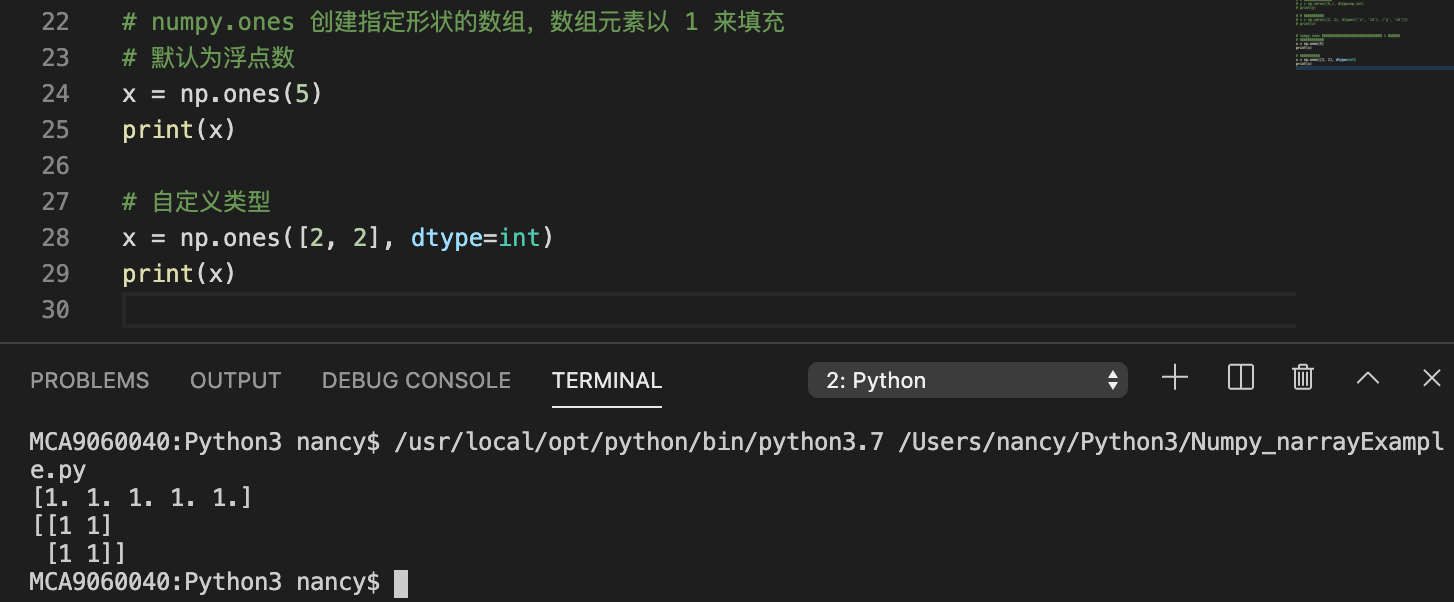 22 # numpy.ones 创建指定形状的数组，数组元素以 1 来填充
23 # 默认为浮点数
24 x = np.ones(5)
25 print(x)
26
27 # 自定义类型
28 x = np.ones([2, 2], dtype=int)
29 print(x)
30
PROBLEMS OUTPUT DEBUG CONSOLE TERMINAL 2: Python
MCA9060040:Python3 nancy$ /usr/local/opt/python/bin/python3.7 /Users/nancy/Python3/Numpy_narrayExampl
e.py
[1. 1. 1. 1. 1.]
[[1 1]
 [1 1]]
MCA9060040:Python3 nancy$